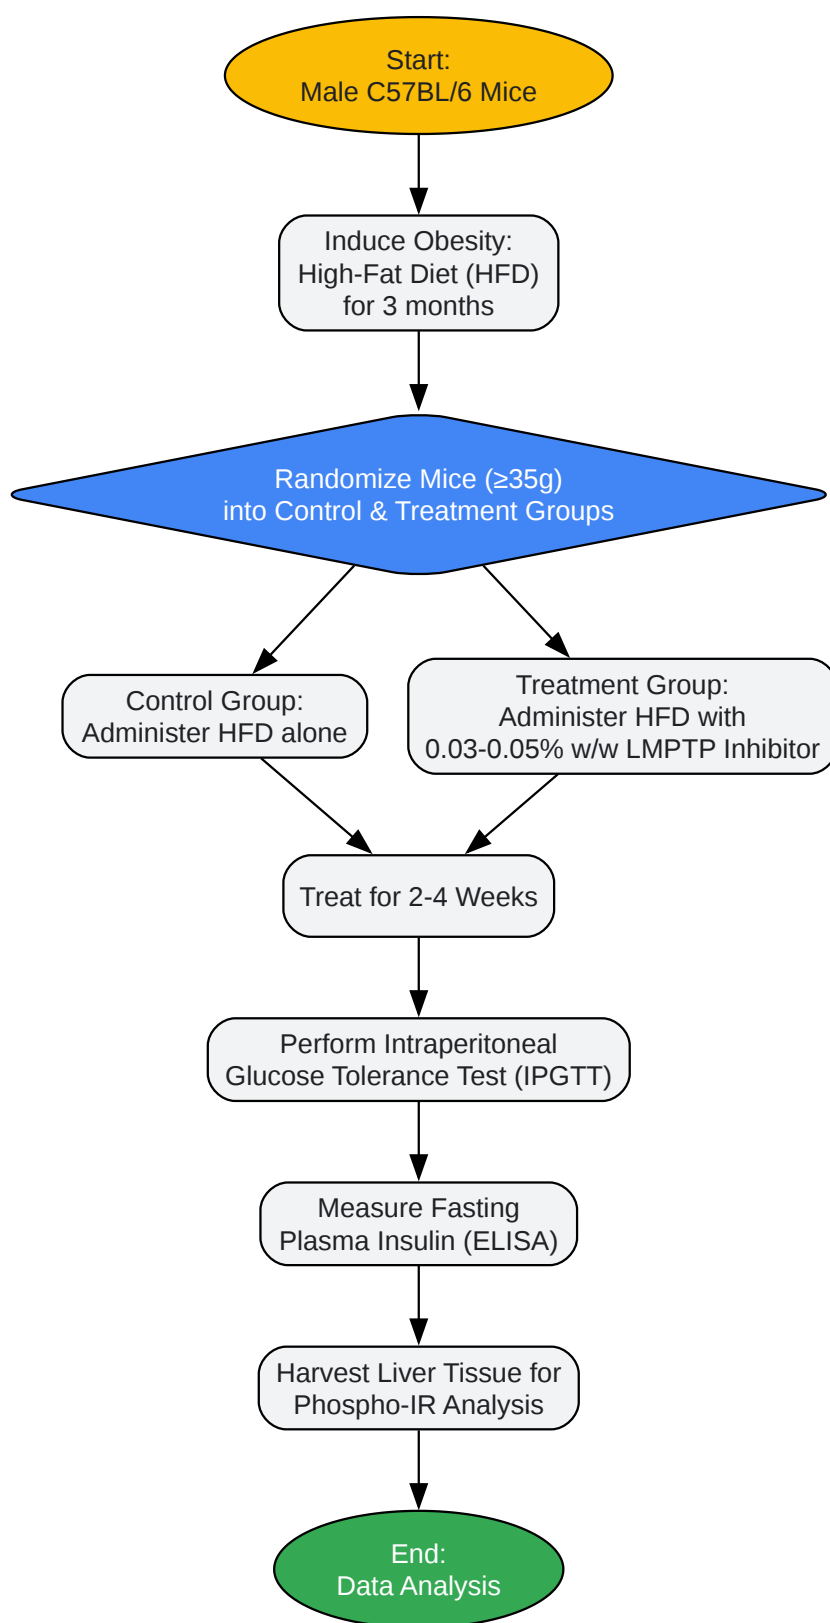 Start:
Male C57BL/6 Mice
Induce Obesity:
High-Fat Diet (HFD)
for 3 months
Randomize Mice (≥35g)
into Control & Treatment Groups
Control Group:
Administer HFD alone
Treatment Group:
Administer HFD with
0.03-0.05% w/w LMPTP Inhibitor
Treat for 2-4 Weeks
Perform Intraperitoneal
Glucose Tolerance Test (IPGTT)
Measure Fasting
Plasma Insulin (ELISA)
Harvest Liver Tissue for
Phospho-IR Analysis
End:
Data Analysis